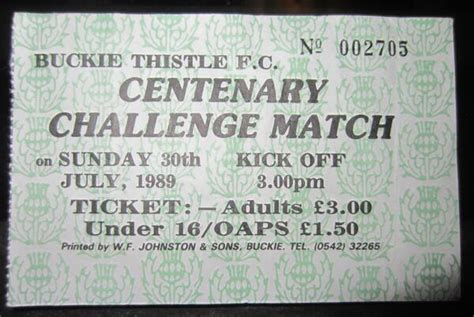 Nº 002705
BUCKIE THISTLE F.C.
CENTENARY
CHALLENGE MATCH
on SUNDAY 30th KICK OFF
JULY, 1989 3.00pm
TICKET: — Adults £3.00
Under 16/OAPS £1.50
Printed by W.F. JOHNSTON & SONS, BUCKIE. TEL. (0542) 32265